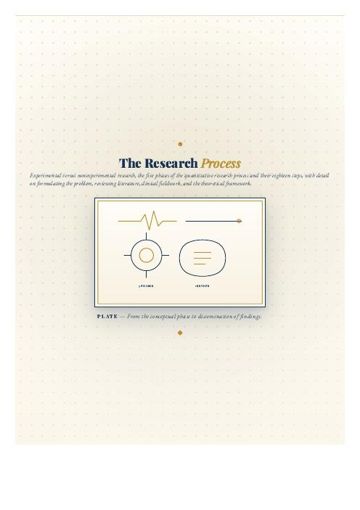 The Research Process
Experimental versus nonexperimental research, the five phases of the quantitative research process and their eighteen steps, with detail
on formulating the problem, reviewing literature, clinical fieldwork, and the theoretical framework.
PLATE — From the conceptual phase to dissemination of findings.